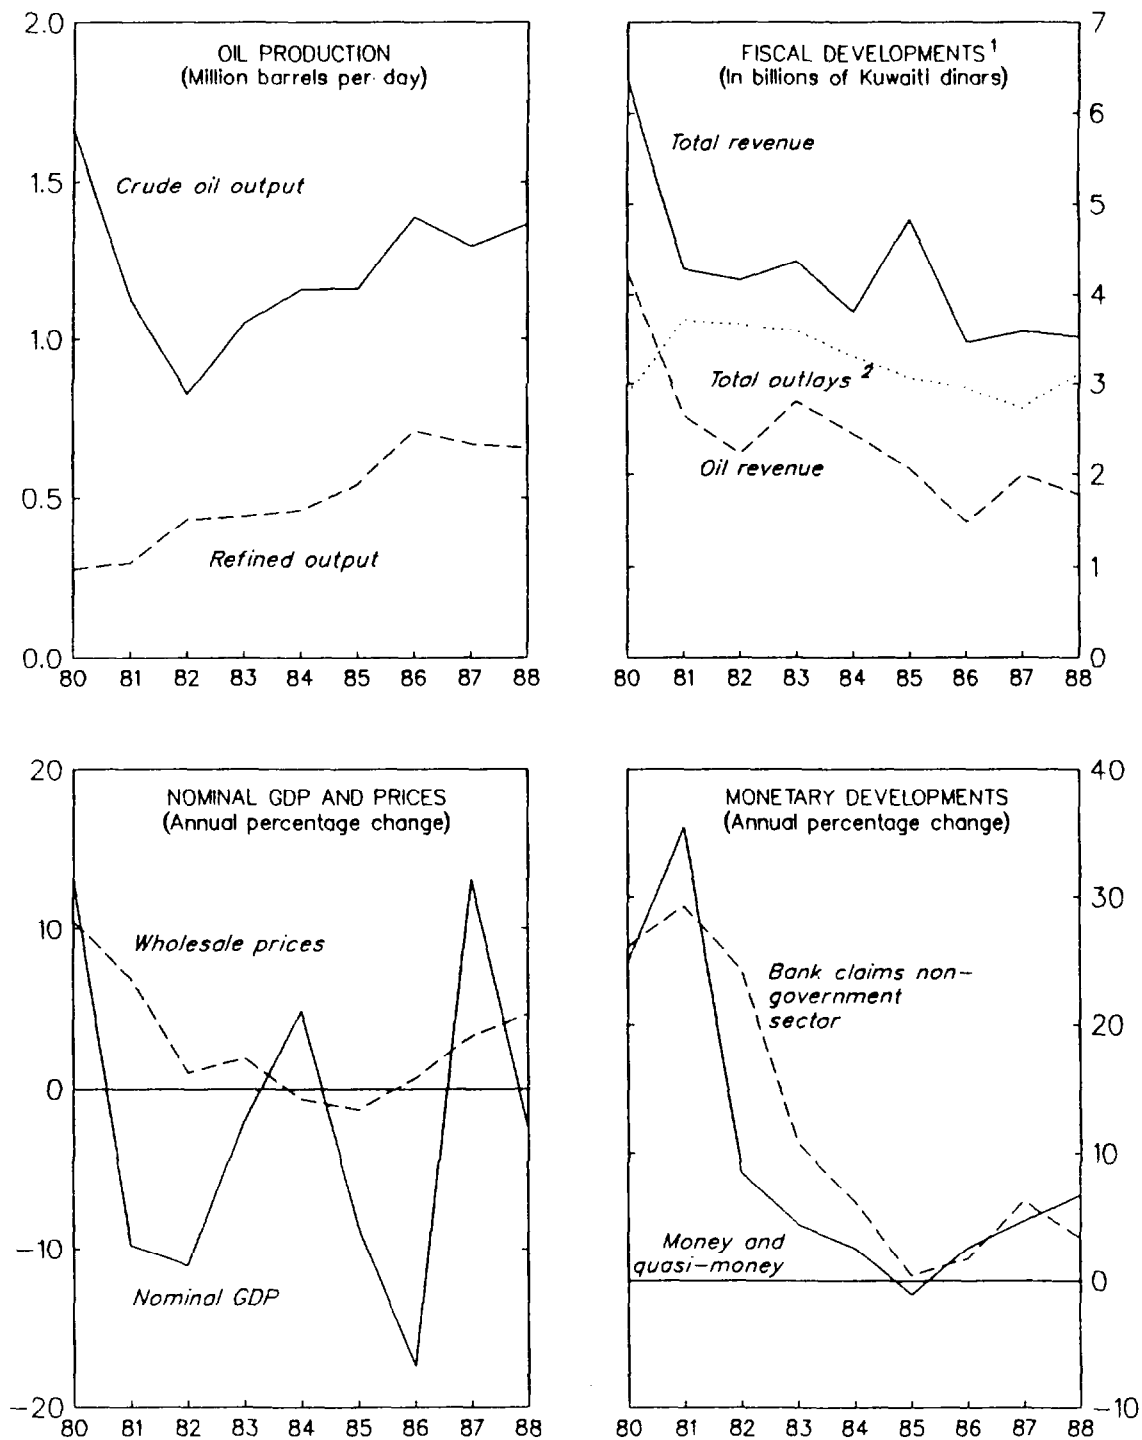 OIL PRODUCTION
(Million barrels per day)
2.0
1.5
1.0
0.5
0.0
Crude oil output
Refined output
80 81 82 83 84 85 86 87 88
FISCAL DEVELOPMENTS 1
(In billions of Kuwaiti dinars)
7
6
5
4
3
2
1
0
Total revenue
Total outlays 2
Oil revenue
80 81 82 83 84 85 86 87 88
NOMINAL GDP AND PRICES
(Annual percentage change)
20
10
0
-10
-20
Wholesale prices
Nominal GDP
80 81 82 83 84 85 86 87 88
MONETARY DEVELOPMENTS
(Annual percentage change)
40
30
20
10
0
-10
Bank claims non-
government
sector
Money and
quasi-money
80 81 82 83 84 85 86 87 88